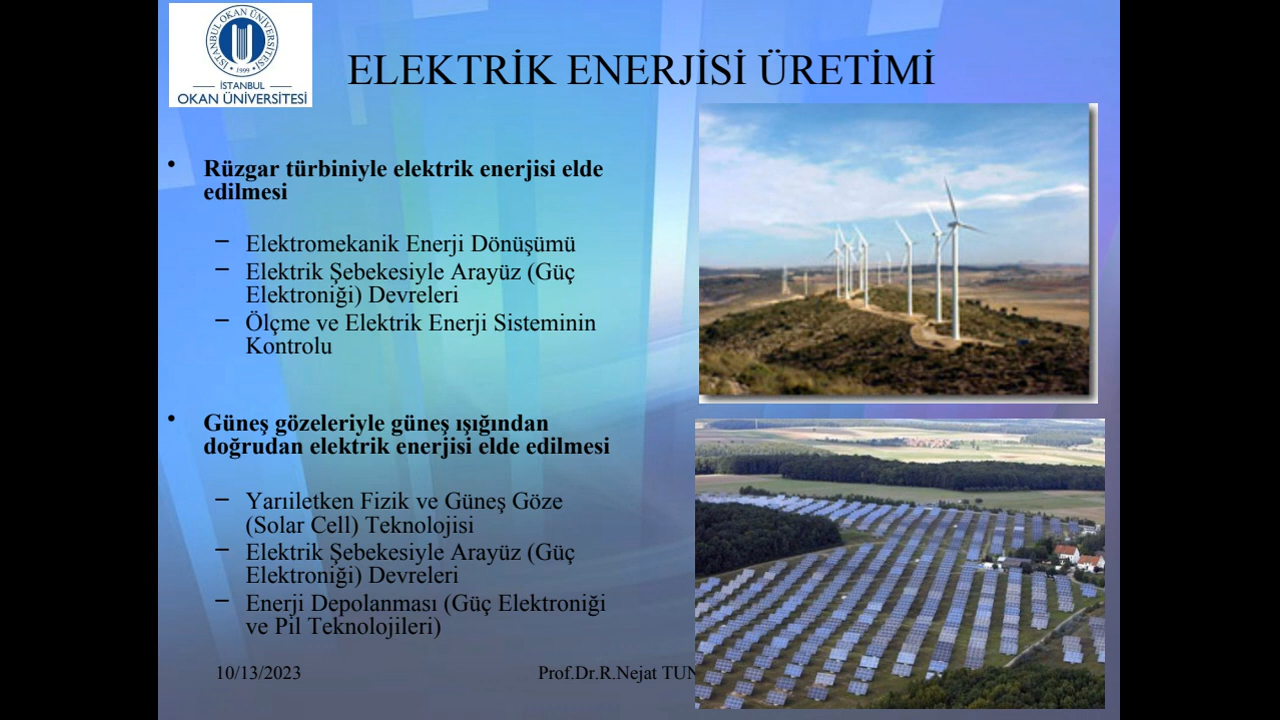 İSTANBUL OKAN ÜNİVERSİTESİ
1999
İSTANBUL
OKAN ÜNİVERSİTESİ
ELEKTRİK ENERJİSİ ÜRETİMİ
• Rüzgar türbiniyle elektrik enerjisi elde
edilmesi
– Elektromekanik Enerji Dönüşümü
– Elektrik Şebekesiyle Arayüz (Güç
Elektroniği) Devreleri
– Ölçme ve Elektrik Enerji Sisteminin
Kontrolu
• Güneş gözeleriyle güneş ışığından
doğrudan elektrik enerjisi elde edilmesi
– Yarıiletken Fizik ve Güneş Göze
(Solar Cell) Teknolojisi
– Elektrik Şebekesiyle Arayüz (Güç
Elektroniği) Devreleri
– Enerji Depolanması (Güç Elektroniği
ve Pil Teknolojileri)
10/13/2023
Prof.Dr.R.Nejat TUN